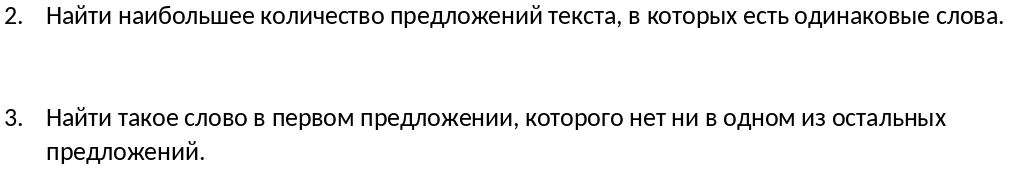 2. Найти наибольшее количество предложений текста, в которых есть одинаковые слова.
3. Найти такое слово в первом предложении, которого нет ни в одном из остальных
предложений.